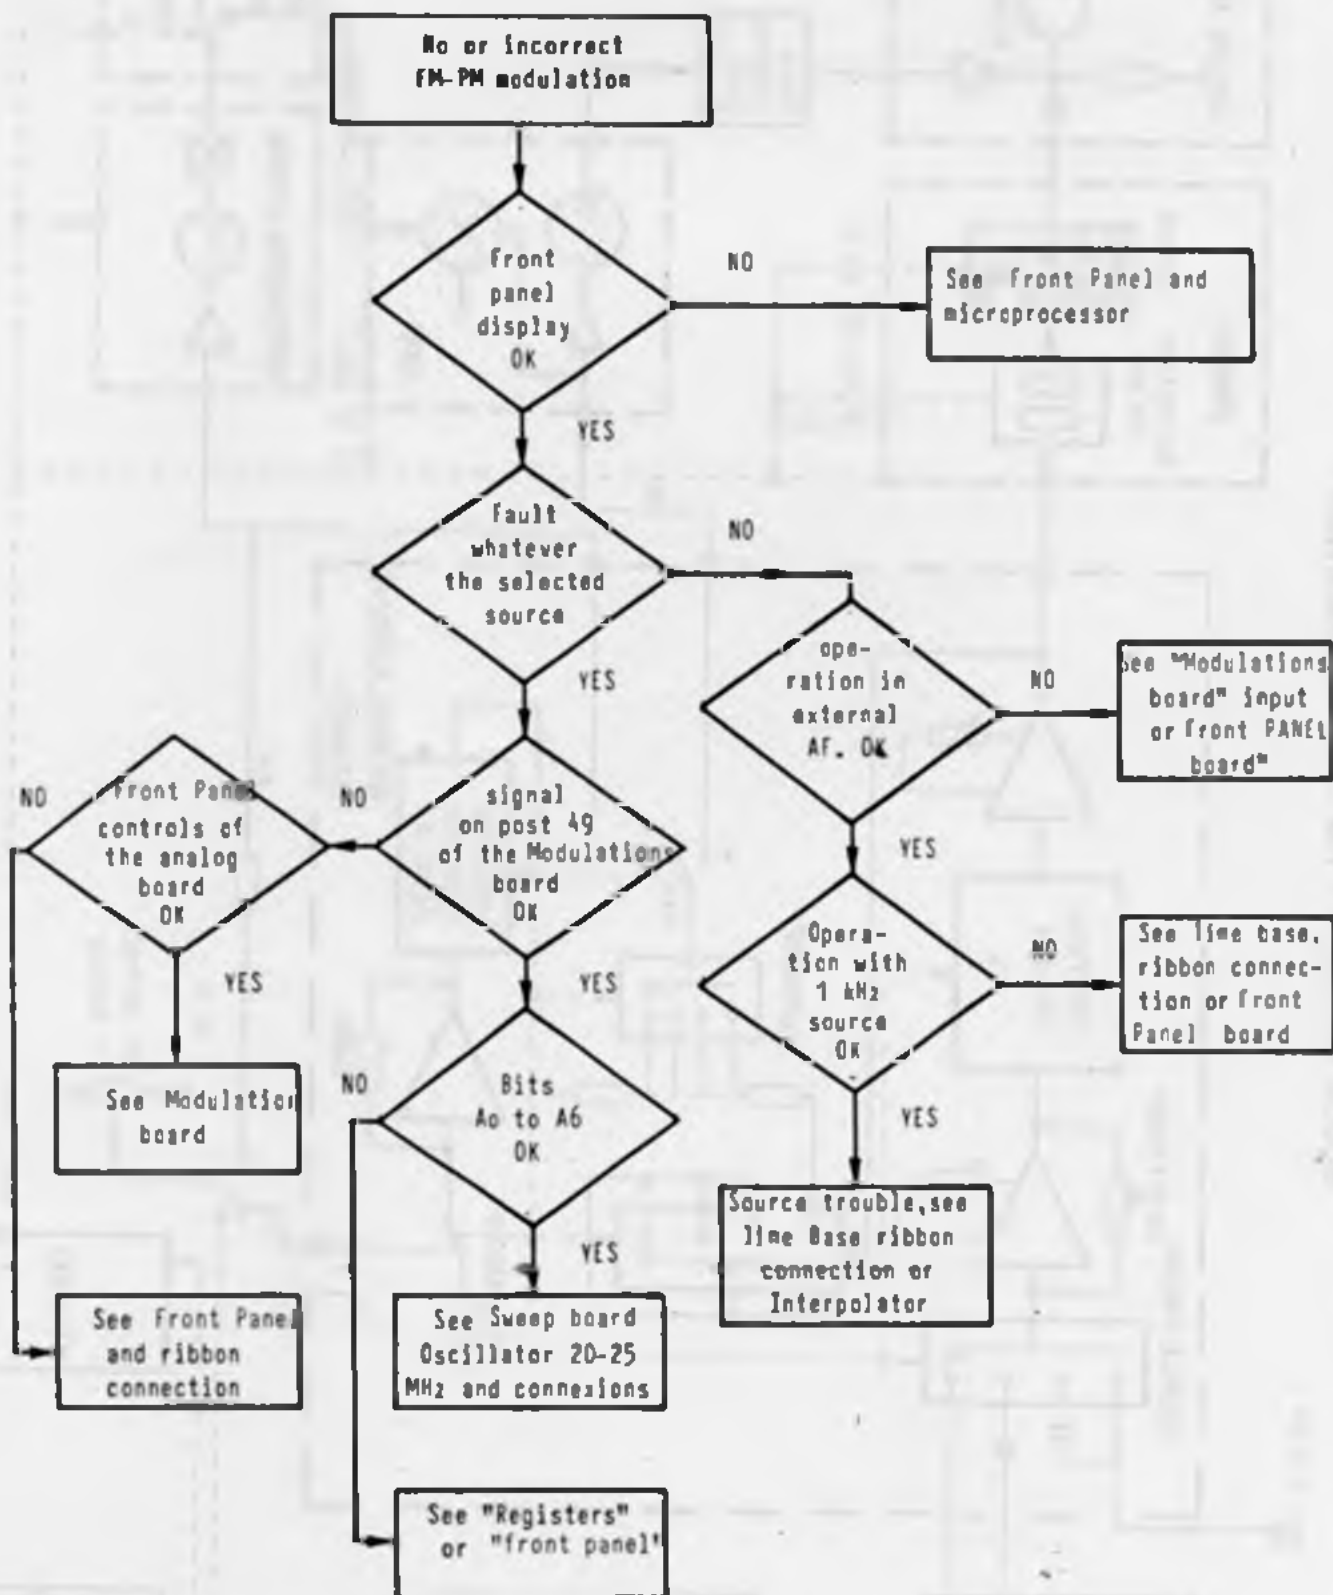 No or incorrect
FM-PM modulation
Front
panel
display
OK
NO
See Front Panel and
microprocessor
YES
Fault
whatever
the selected
source
NO
YES
ope-
ration in
external
AF. OK
NO
See "Modulations
board" input
or front PANEL
board"
YES
Front Panel
controls of
the analog
board
OK
NO
NO
signal
on post 49
of the Modulations
board
OK
YES
YES
Opera-
tion with
1 kHz
source
OK
NO
See Time base,
ribbon connec-
tion or front
Panel board
YES
See Modulation
board
NO
Bits
Ao to A6
OK
YES
Source trouble, see
Time Base ribbon
connection or
Interpolator
See Front Panel
and ribbon
connection
See Sweep board
Oscillator 20-25
MHz and connexions
See "Registers"
or "front panel"